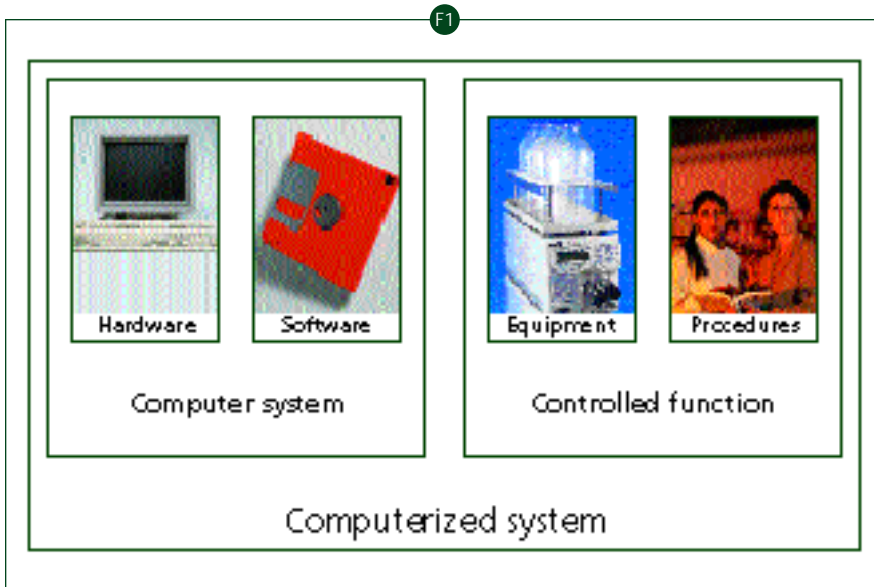 F1
Hardware
Software
Equipment
Procedures
Computer system
Controlled function
Computerized system